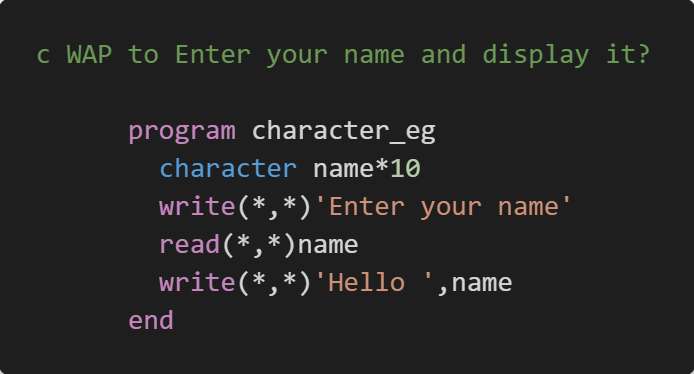 c WAP to Enter your name and display it?
program character_eg
character name*10
write(*,*)'Enter your name'
read(*,*)name
write(*,*)'Hello ',name
end